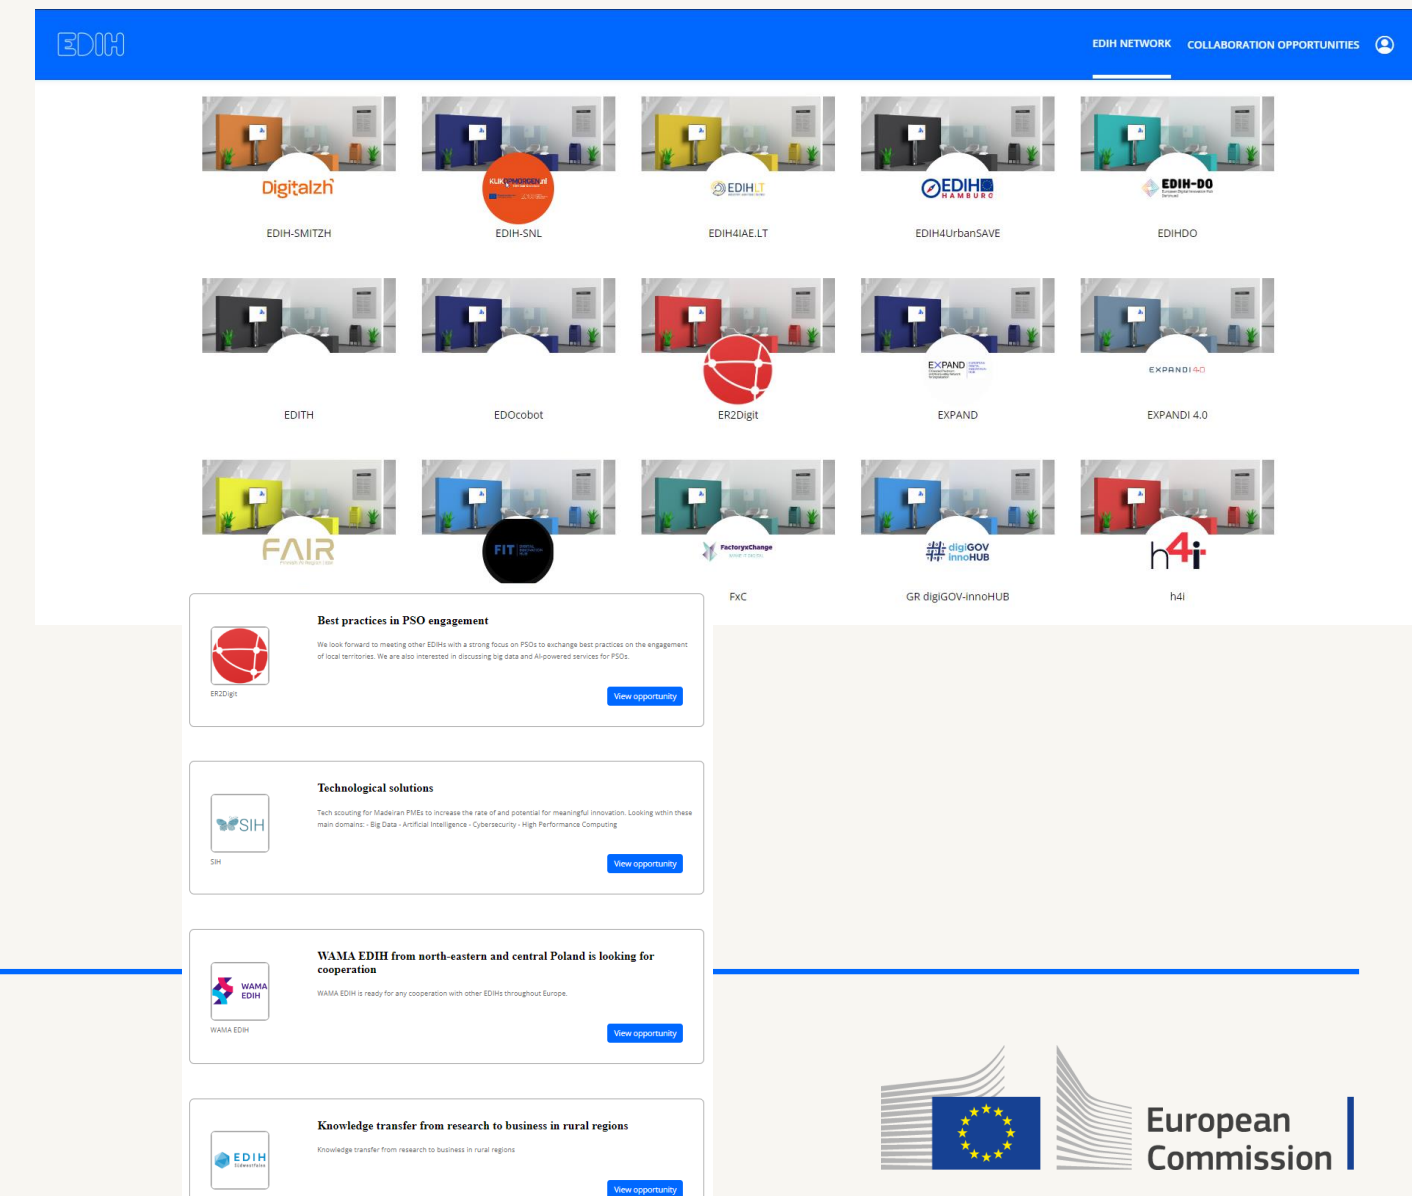 EDIH
EDIH NETWORK
COLLABORATION OPPORTUNITIES
Digitalzh
KLIKOPMORGEN.nl
EDIH LT
EDIH
HAMBURG
EDIH-DO
EDIH-SMITZH
EDIH-SNL
EDIH4IAE.LT
EDIH4UrbanSAVE
EDIHDO
EXPAND
EXPANDI 4.0
EDITH
EDOcobot
ER2Digit
EXPAND
EXPANDI 4.0
FAIR
FIT
FactoryxChange
digiGOV
innoHUB
h4i
FxC
GR digiGOV-innoHUB
h4i
Best practices in PSO engagement
We look forward to meeting other EDIHs with a strong focus on PSOs to exchange best practices on the engagement
of local territories. We are also interested in discussing big data and AI-powered services for PSOs.
ER2Digit
View opportunity
Technological solutions
Tech scouting for Madeiran PMEs to increase the rate of and potential for meaningful innovation. Looking wthin these
main domains: - Big Data - Artificial Intelligence - Cybersecurity - High Performance Computing
SIH
SIH
View opportunity
WAMA EDIH from north-eastern and central Poland is looking for
cooperation
WAMA EDIH is ready for any cooperation with other EDIHs throughout Europe.
WAMA
EDIH
WAMA EDIH
View opportunity
Knowledge transfer from research to business in rural regions
Knowledge transfer from research to business in rural regions
EDIH
Südwestfalen
View opportunity
European
Commission